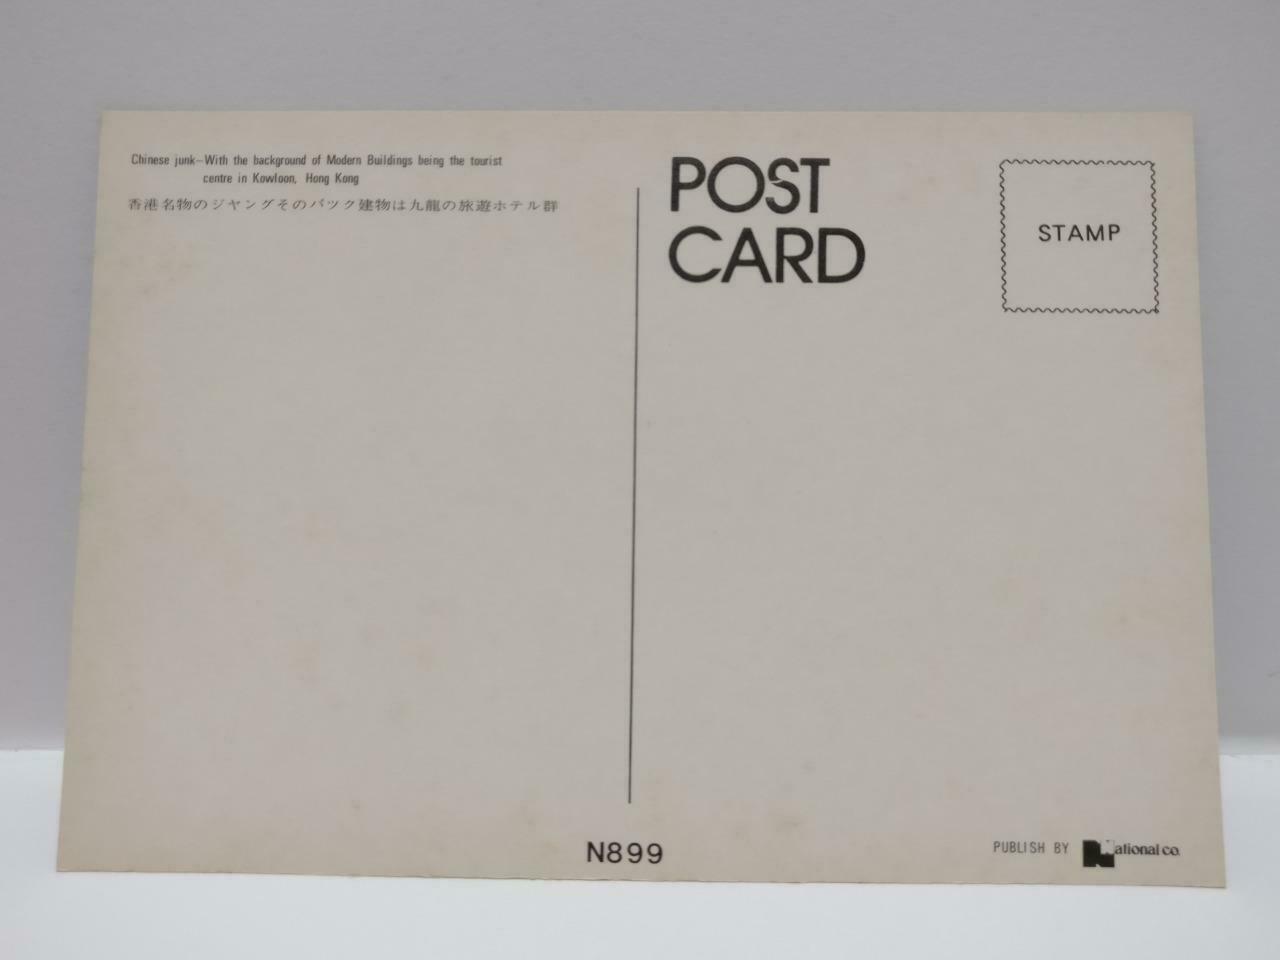 Chinese junk–With the background of Modern Buildings being the tourist
centre in Kowloon, Hong Kong
香港名物のジヤングそのバツク建物は九龍の旅遊ホテル群
POST
CARD
STAMP
N899
PUBLISH BY National co.